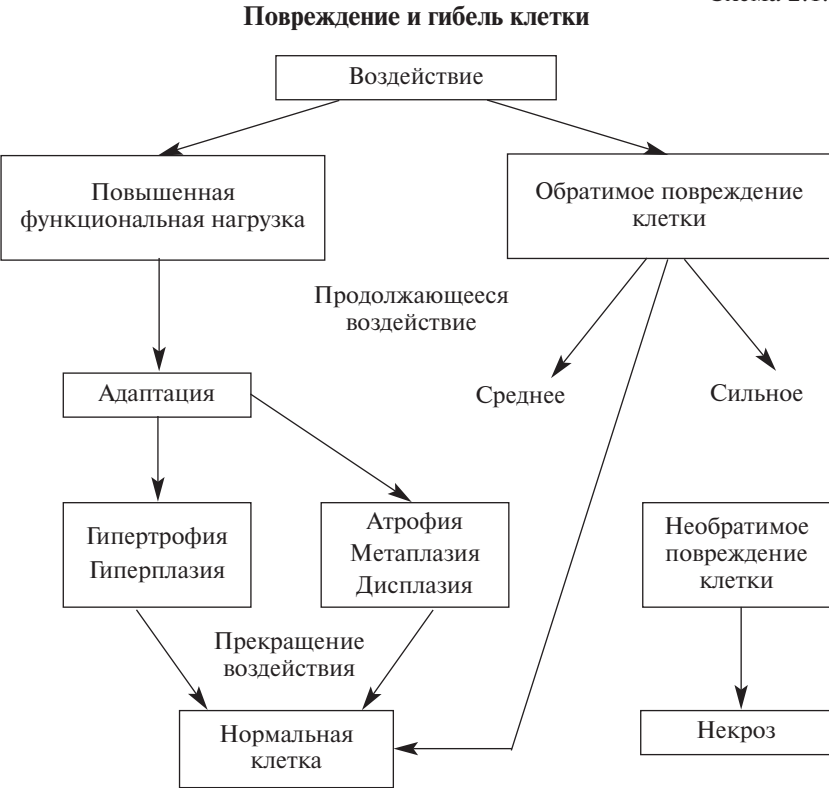 Повреждение и гибель клетки
Воздействие
Повышенная
функциональная нагрузка
Обратимое повреждение
клетки
Продолжающееся
воздействие
Среднее
Сильное
Адаптация
Гипертрофия
Гиперплазия
Атрофия
Метаплазия
Дисплазия
Необратимое
повреждение
клетки
Прекращение
воздействия
Нормальная
клетка
Некроз